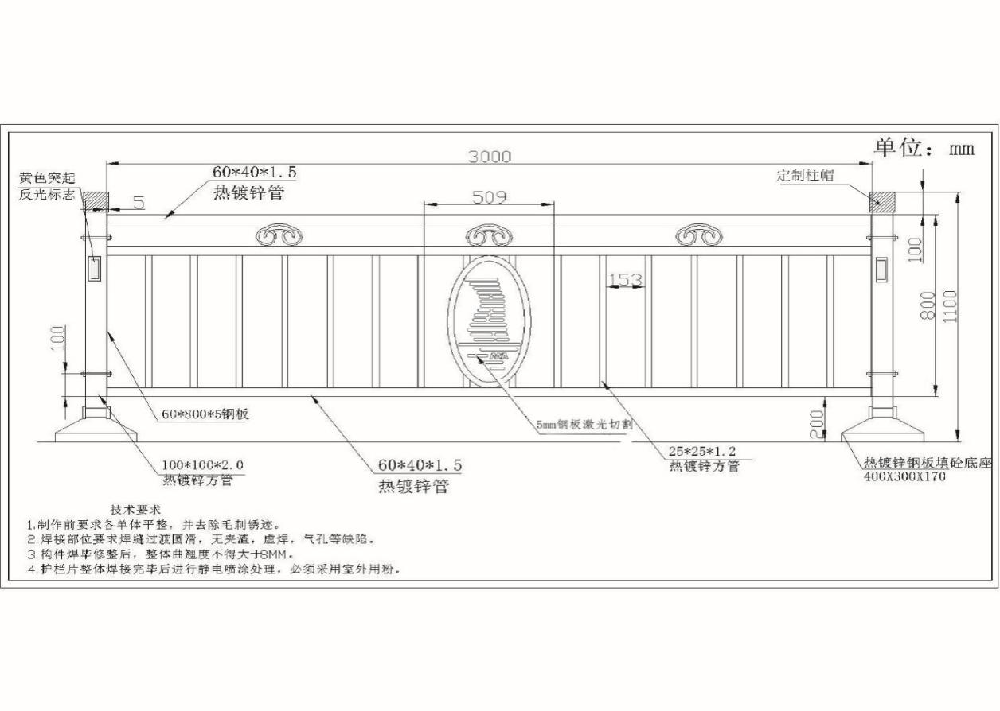 单位：mm
3000
黄色突起
反光标志
60*40*1.5
热镀锌管
定制柱帽
5
509
100
153
800
1100
100
200
60*800*5钢板
5mm钢板激光切割
100*100*2.0
热镀锌方管
60*40*1.5
热镀锌管
25*25*1.2
热镀锌方管
热镀锌钢板填砼底座
400X300X170
技术要求
1.制作前要求各单体平整，并去除毛刺锈迹。
2.焊接部位要求焊缝过渡圆滑，无夹渣，虚焊，气孔等缺陷。
3.构件焊毕修整后，整体曲翘度不得大于8MM。
4.护栏片整体焊接完毕后进行静电喷涂处理，必须采用室外用粉。